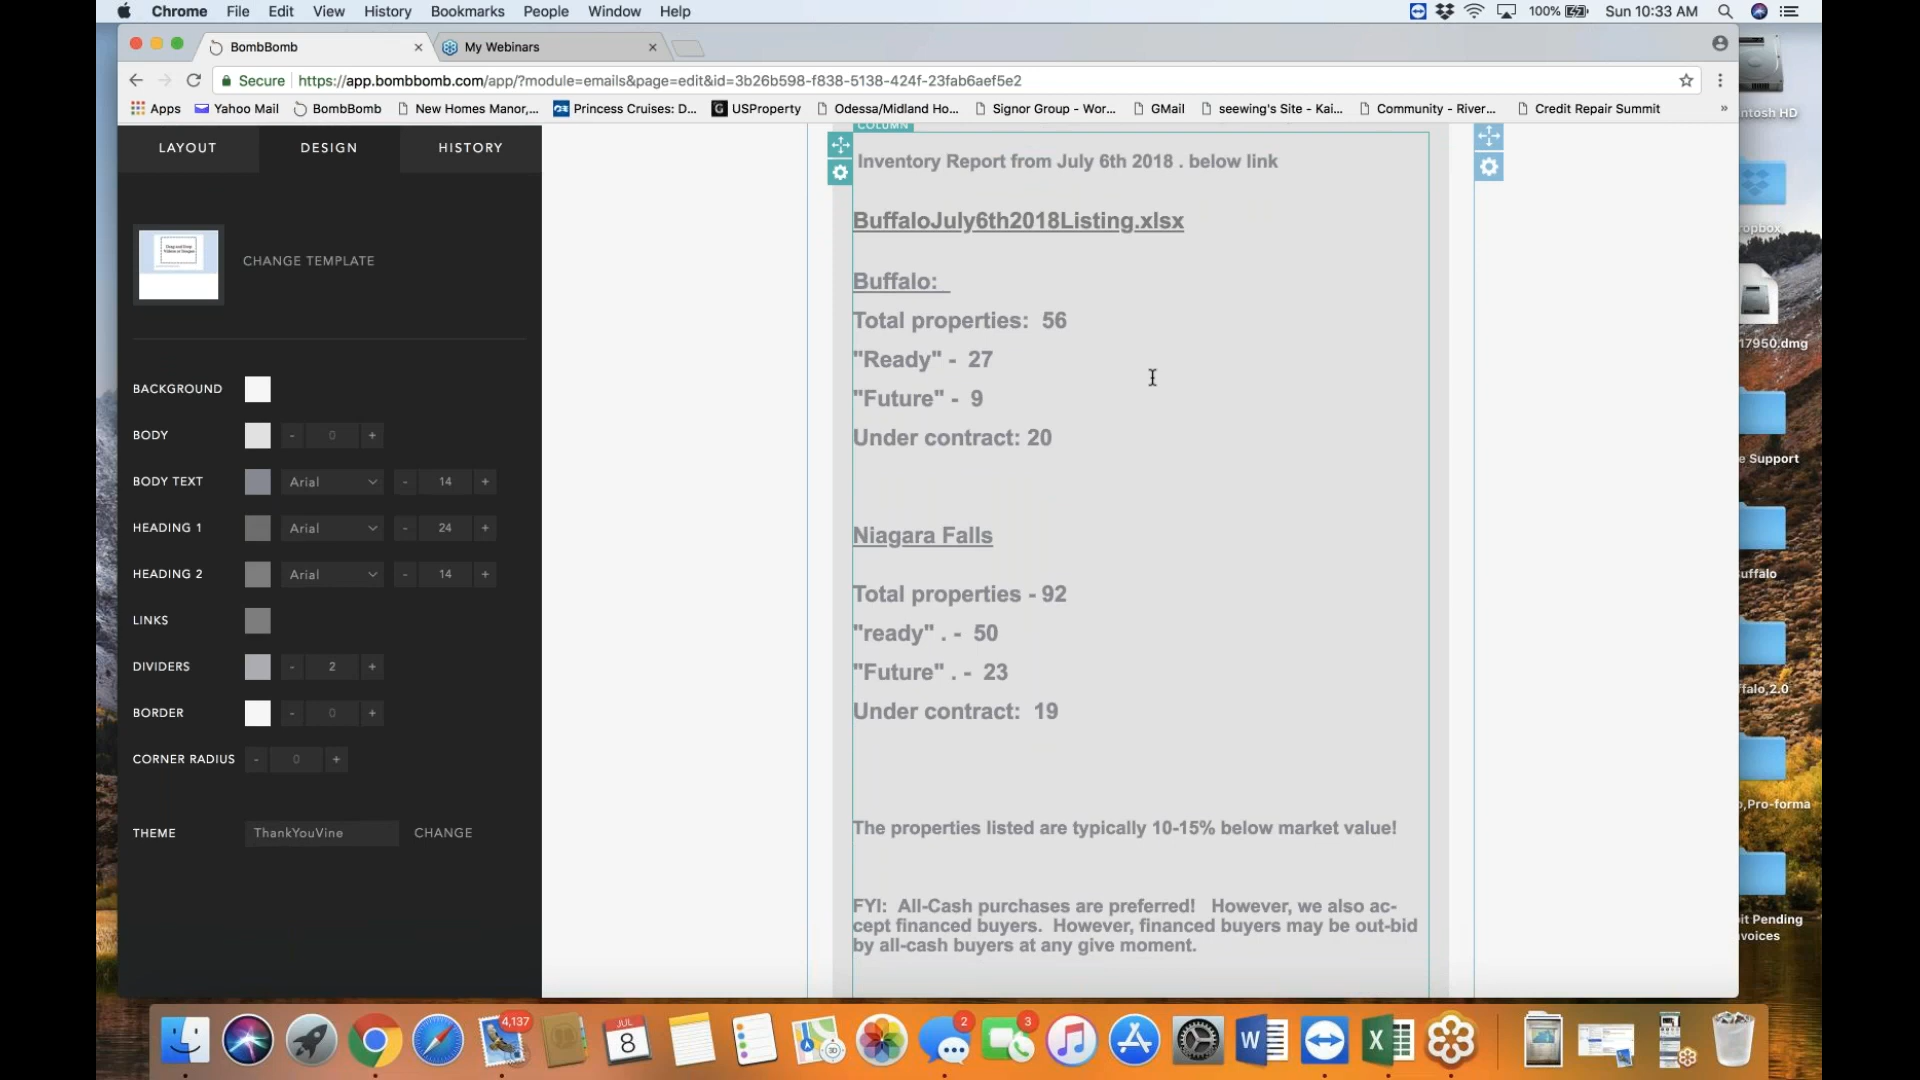 Chrome File Edit View History Bookmarks People Window Help 100% Sun 10:33 AM
BombBomb My Webinars
Secure https://app.bombbomb.com/app/?module=emails&page=edit&id=3b26b598-f838-5138-424f-23fab6aef5e2
Apps Yahoo Mail BombBomb New Homes Manor,... Princess Cruises: D... USProperty Odessa/Midland Ho... Signor Group - Wor... GMail seewing's Site - Kai... Community - River... Credit Repair Summit »
LAYOUT DESIGN HISTORY
CHANGE TEMPLATE
BACKGROUND
BODY - 0 +
BODY TEXT Arial - 14 +
HEADING 1 Arial - 24 +
HEADING 2 Arial - 14 +
LINKS
DIVIDERS - 2 +
BORDER - 0 +
CORNER RADIUS - 0 +
THEME ThankYouVine CHANGE
COLUMN
Inventory Report from July 6th 2018 . below link
BuffaloJuly6th2018Listing.xlsx
Buffalo:
Total properties: 56
"Ready" - 27
"Future" - 9
Under contract: 20
Niagara Falls
Total properties - 92
"ready" . - 50
"Future" . - 23
Under contract: 19
The properties listed are typically 10-15% below market value!
FYI: All-Cash purchases are preferred! However, we also ac-
cept financed buyers. However, financed buyers may be out-bid
by all-cash buyers at any give moment.
ntosh HD
opbox
17950.dmg
e Support
uffalo
falo,2.0
o,Pro-forma
it Pending
voices
4,137
JUL
8
3D
2
3
W
X